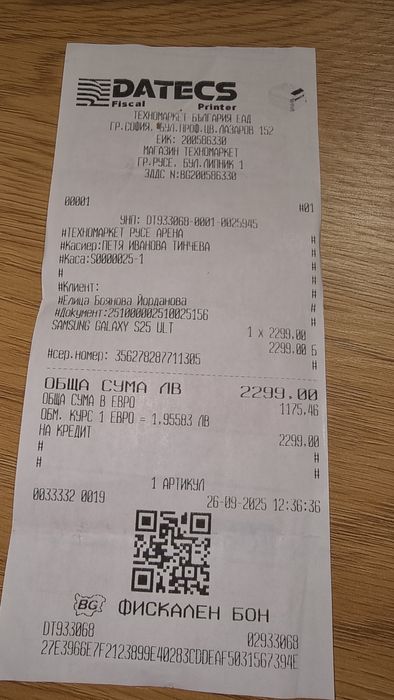 DATECS
Fiscal Printer
ТЕХНОМАРКЕТ БЪЛГАРИЯ ЕАД
ГР.СОФИЯ, БУЛ.ПРОФ.ЦВ.ЛАЗАРОВ 152
ЕИК: 200586330
МАГАЗИН ТЕХНОМАРКЕТ
ГР.РУСЕ, БУЛ.ЛИПНИК 1
ЗДДС N:BG200586330
00001 #01
УНП: DT933068-0001-0025945
#ТЕХНОМАРКЕТ РУСЕ АРЕНА #
#Касиер:ПЕТЯ ИВАНОВА ТИНЧЕВА #
#Каса:S0000025-1 #
# #
#Клиент: #
#Елица Боянова Йорданова #
#Документ:251000002510025156 #
SAMSUNG GALAXY S25 ULT 1 x 2299.00
2299.00 Б
#сер.номер: 356278287711305 #
ОБЩА СУМА ЛВ 2299.00
ОБЩА СУМА В ЕВРО 1175.46
ОБМ. КУРС 1 ЕВРО = 1.95583 ЛВ
НА КРЕДИТ 2299.00
# #
# #
# #
1 АРТИКУЛ
0033332 0019 26-09-2025 12:36:36
BG ФИСКАЛЕН БОН
DT933068 02933068
27E3966E7F2123899E40283CDDEAF5031567394E